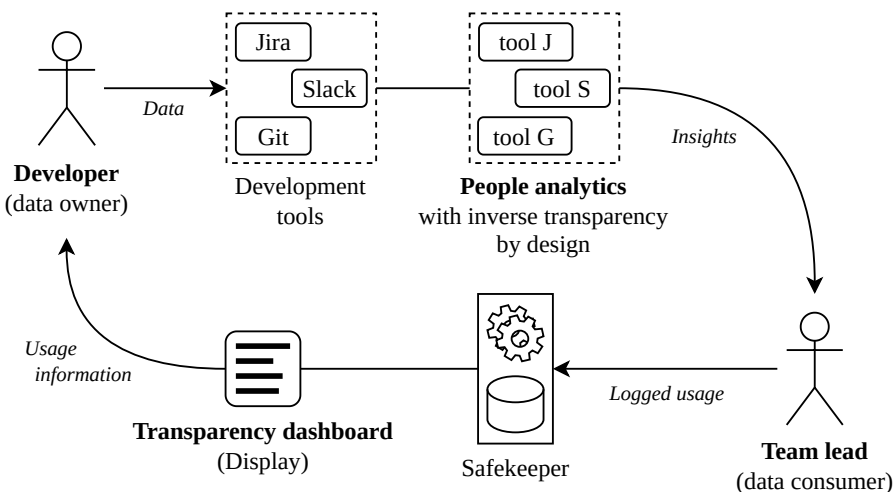 Jira
Slack
Git
tool J
tool S
tool G
Data
Insights
Developer
(data owner)
Development
tools
People analytics
with inverse transparency
by design
Usage
information
Logged usage
Transparency dashboard
(Display)
Safekeeper
Team lead
(data consumer)